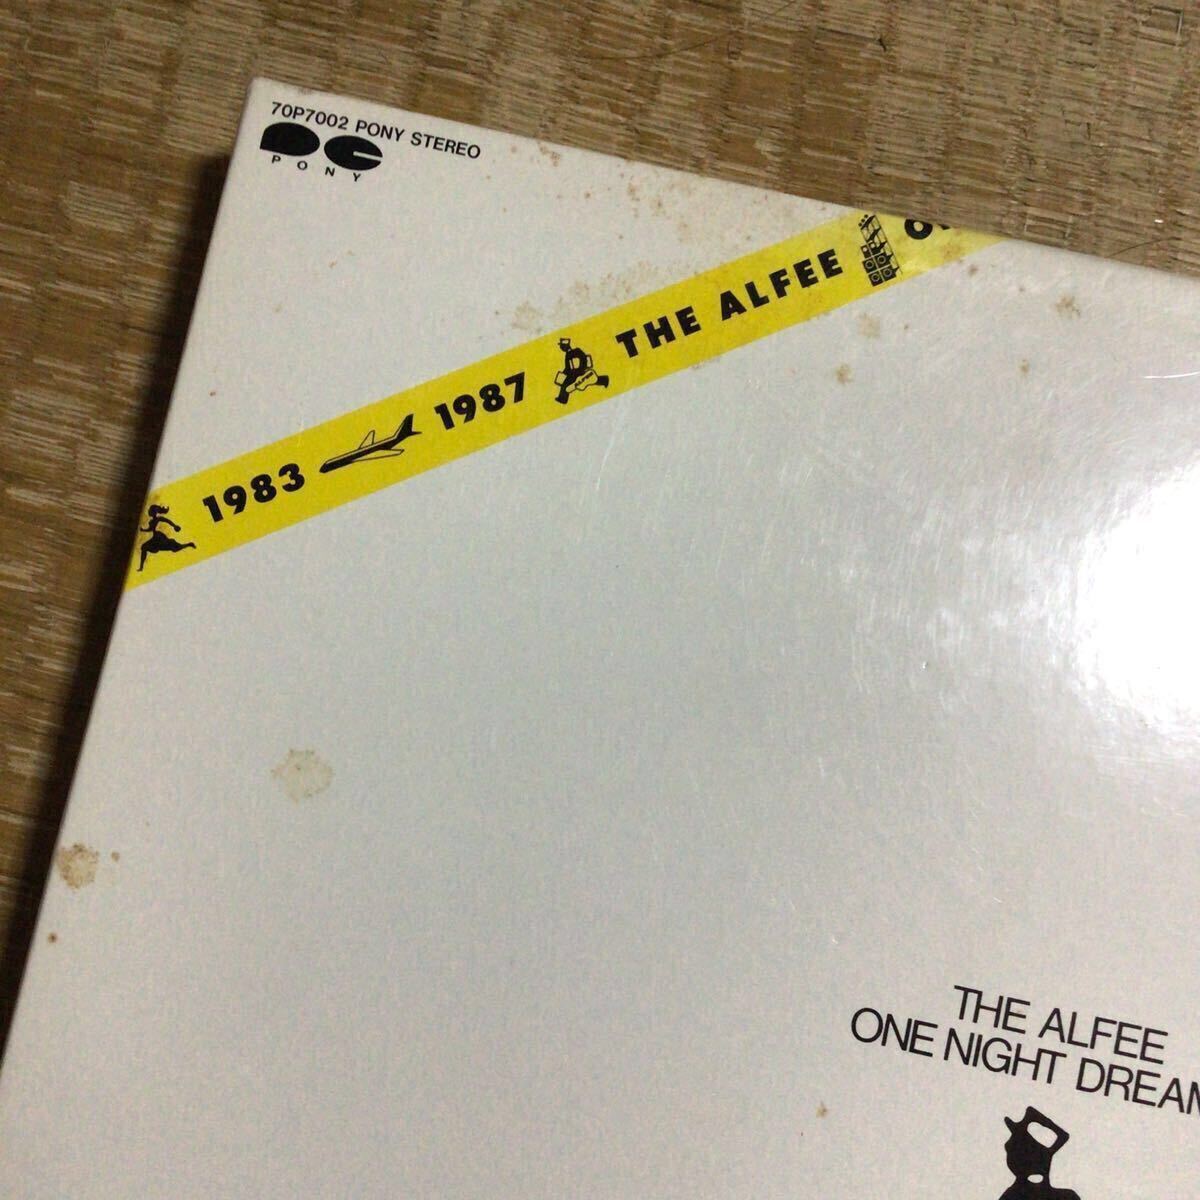 70P7002 PONY STEREO
PONY
1983 1987 THE ALFEE
THE ALFEE
ONE NIGHT DREAM